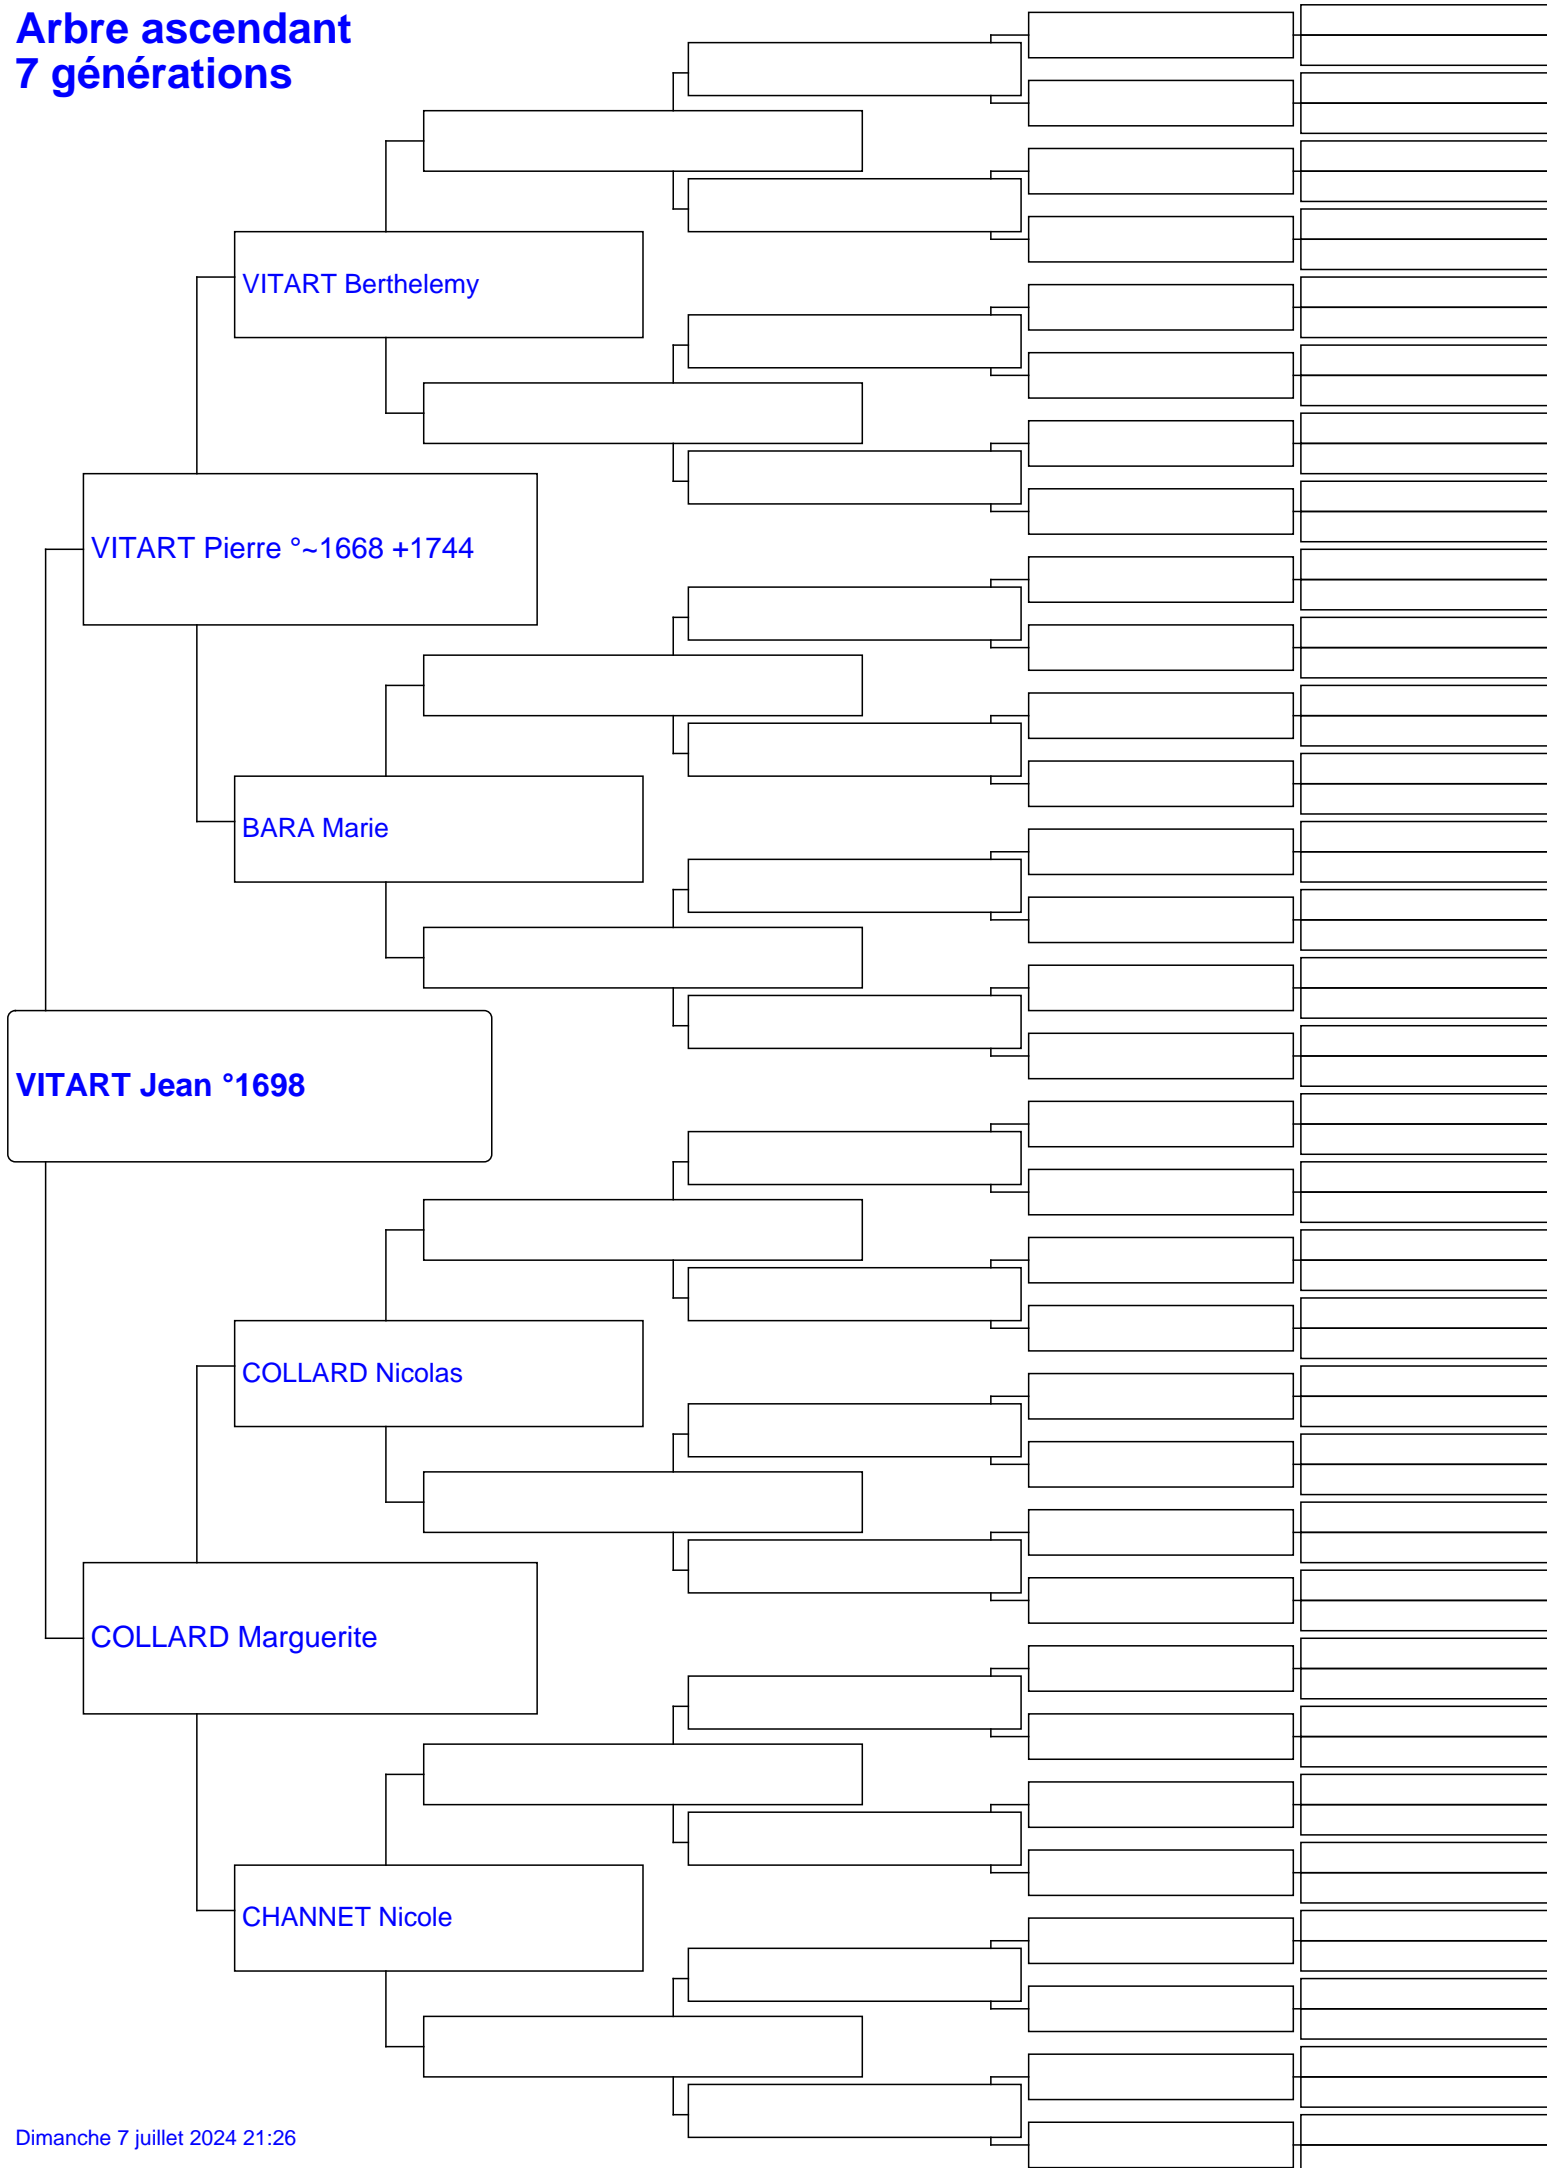 Arbre ascendant
7 générations
VITART Berthelemy
VITART Pierre °~1668 +1744
BARA Marie
VITART Jean °1698
COLLARD Nicolas
COLLARD Marguerite
CHANNET Nicole
Dimanche 7 juillet 2024 21:26